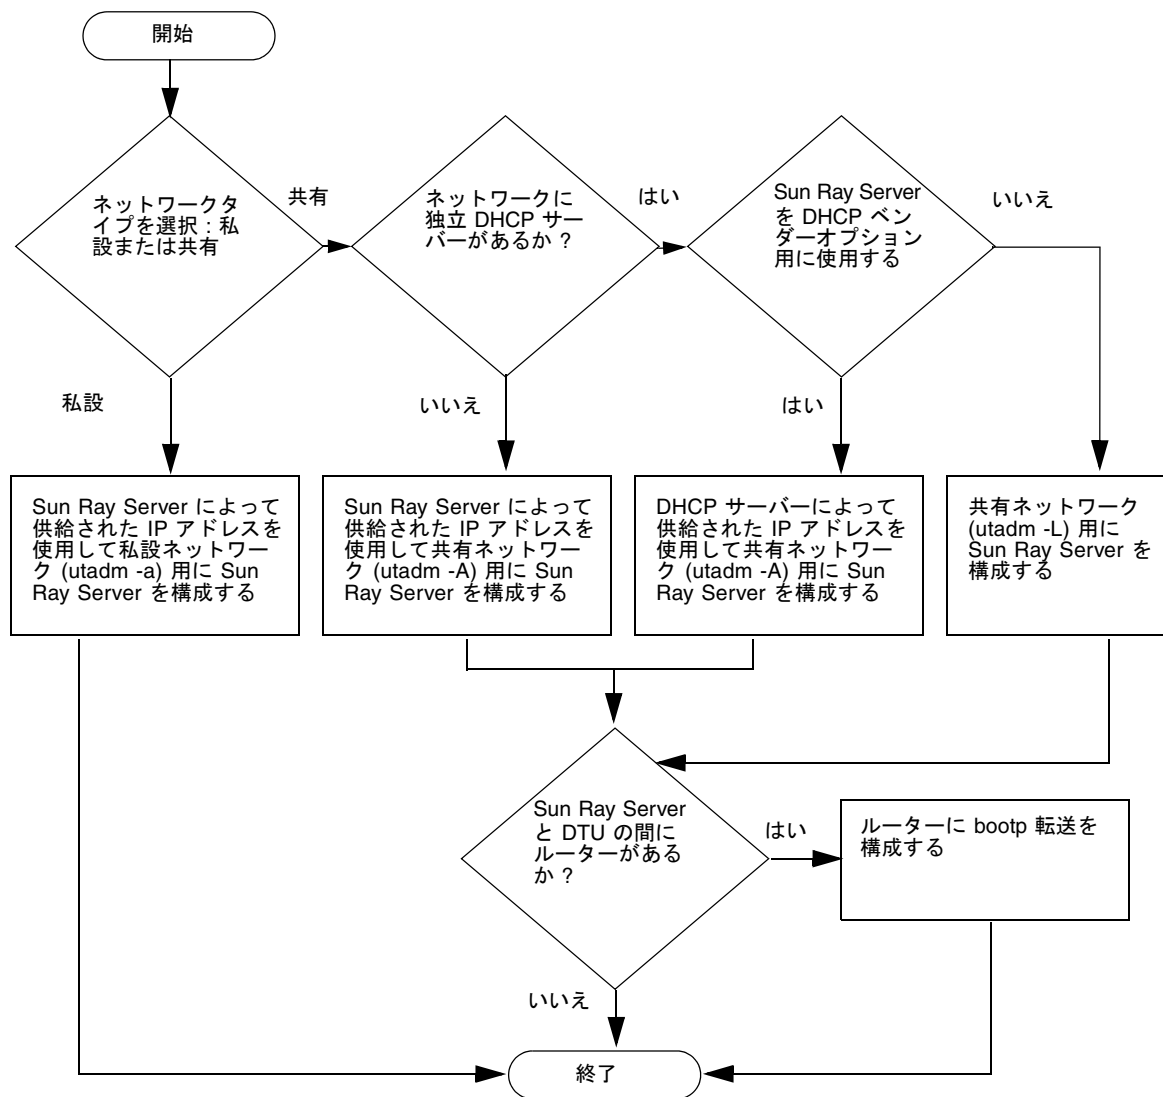 開始
ネットワークタ
イプを選択：私
設または共有
共有
ネットワークに
独立 DHCP サー
バーがあるか ?
はい
Sun Ray Server
を DHCP ベン
ダーオプション
用に使用する
いいえ
私設
いいえ
はい
Sun Ray Server によって
供給された IP アドレスを
使用して私設ネットワー
ク (utadm -a) 用に Sun
Ray Server を構成する
Sun Ray Server によって
供給された IP アドレスを
使用して共有ネットワー
ク (utadm -A) 用に Sun
Ray Server を構成する
DHCP サーバーによって
供給された IP アドレスを
使用して共有ネットワー
ク (utadm -A) 用に Sun
Ray Server を構成する
共有ネットワーク
(utadm -L) 用に
Sun Ray Server を
構成する
Sun Ray Server
と DTU の間に
ルーターがある
か ?
はい
ルーターに bootp 転送を
構成する
いいえ
終了